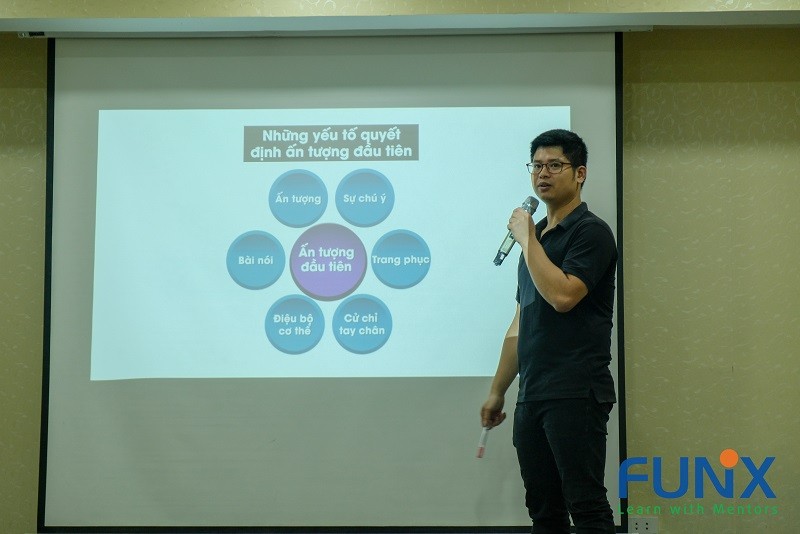 Những yếu tố quyết
định ấn tượng đầu tiên
Ấn tượng
Sự chú ý
Bài nói
Ấn tượng
đầu tiên
Trang phục
Điệu bộ
cơ thể
Cử chỉ
tay chân
FUNiX
Learn with Mentors